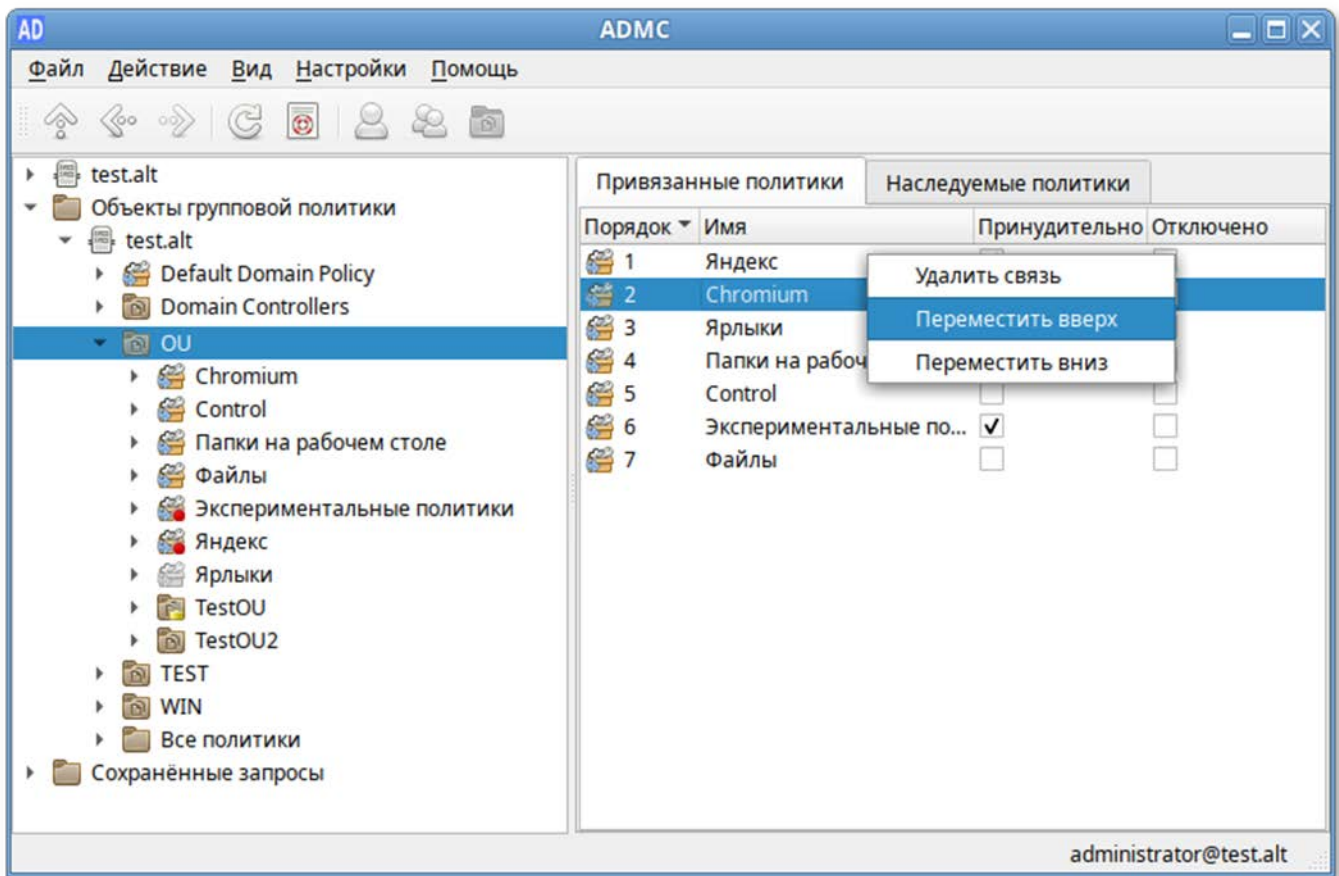 AD ADMC
Файл Действие Вид Настройки Помощь
test.alt
Объекты групповой политики
test.alt
Default Domain Policy
Domain Controllers
OU
Chromium
Control
Папки на рабочем столе
Файлы
Экспериментальные политики
Яндекс
Ярлыки
TestOU
TestOU2
TEST
WIN
Все политики
Сохранённые запросы
Привязанные политики Наследуемые политики
Порядок Имя Принудительно Отключено
1 Яндекс
2 Chromium
3 Ярлыки
4 Папки на рабоч
5 Control
6 Экспериментальные по...
7 Файлы
Удалить связь
Переместить вверх
Переместить вниз
administrator@test.alt